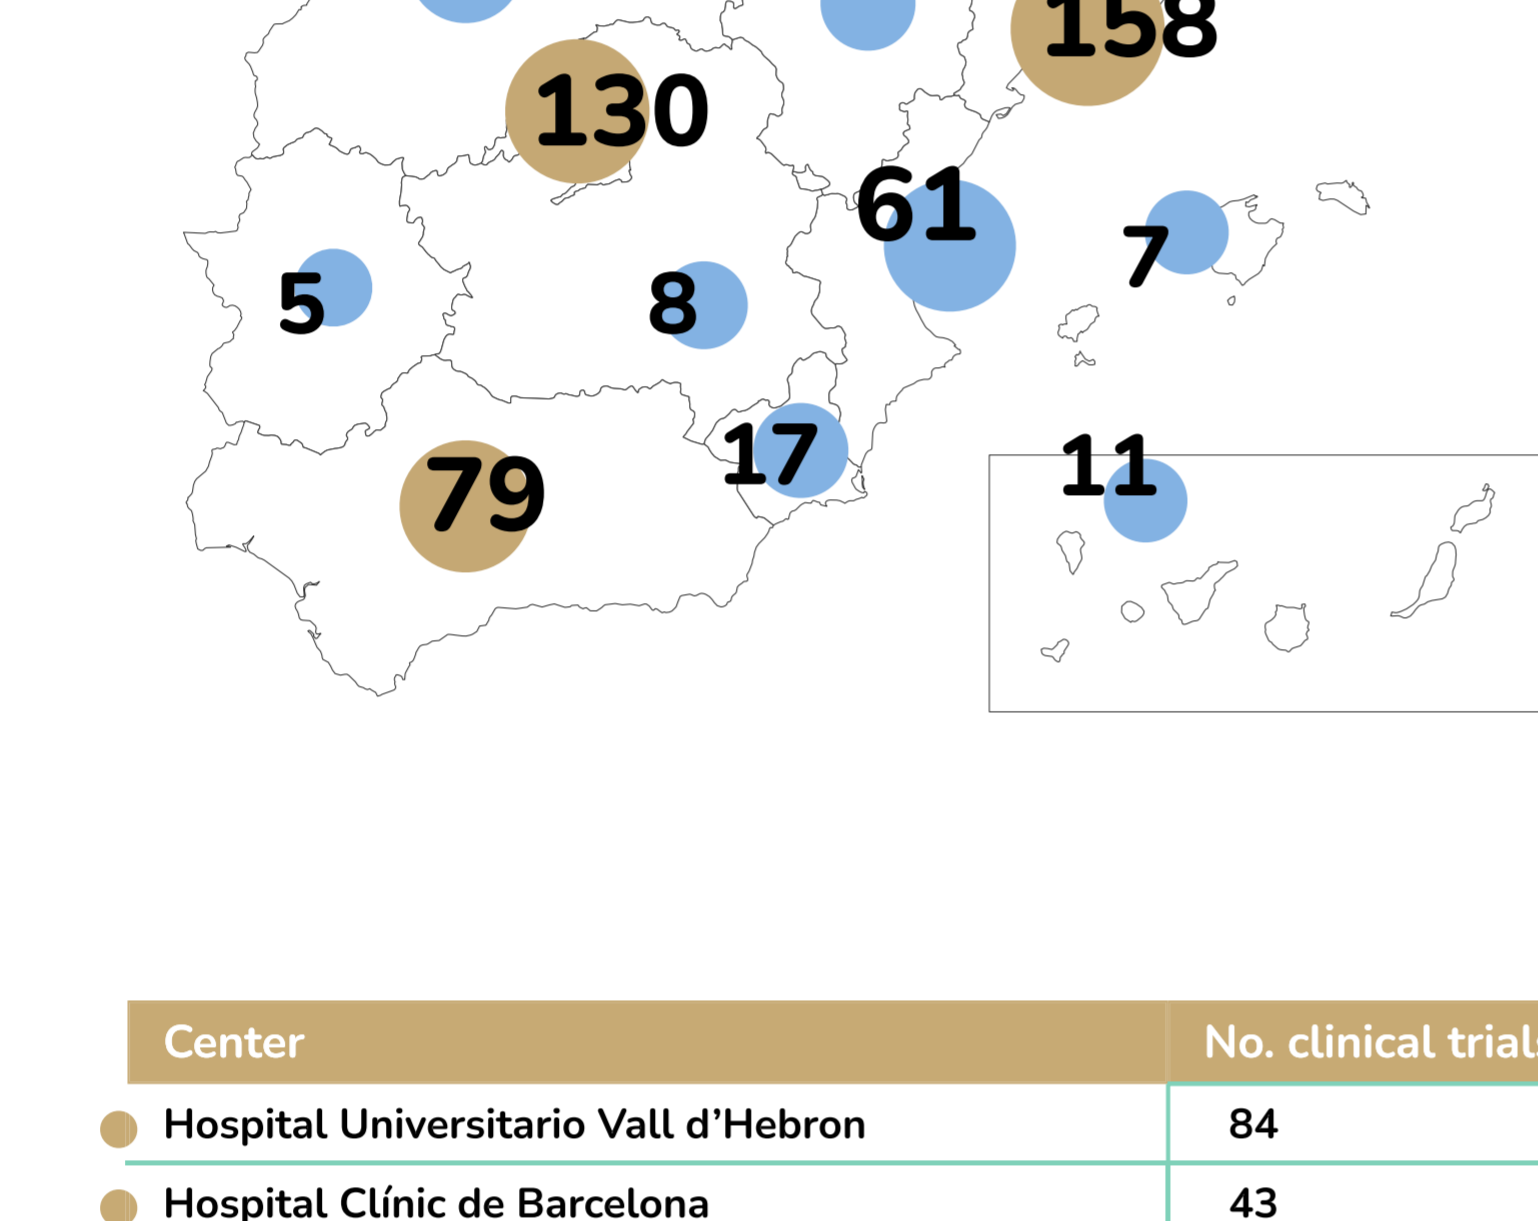 158
130
61
7
5
8
17
11
79
Center
No. clinical trials
Hospital Universitario Vall d’Hebron
84
Hospital Clínic de Barcelona
43